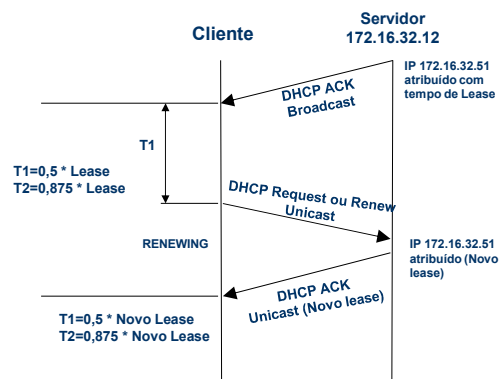 Cliente
Servidor
172.16.32.12
IP 172.16.32.51
atribuído com
tempo de Lease
DHCP ACK
Broadcast
T1
T1=0,5 * Lease
T2=0,875 * Lease
DHCP Request ou Renew
Unicast
RENEWING
IP 172.16.32.51
atribuído (Novo
lease)
DHCP ACK
Unicast (Novo lease)
T1=0,5 * Novo Lease
T2=0,875 * Novo Lease